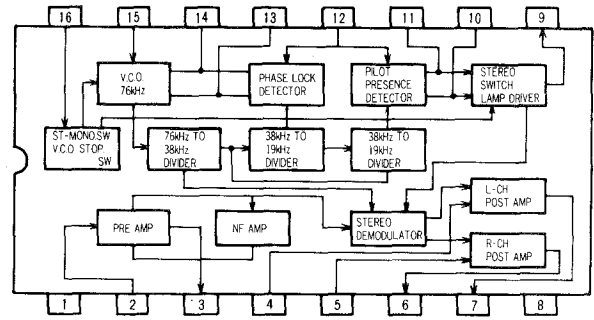 16 15 14 13 12 11 10 9
V.C.O.
76kHz
PHASE LOCK
DETECTOR
PILOT
PRESENCE
DETECTOR
STEREO
SWITCH
LAMP DRIVER
ST-MONO.SW
V.C.O STOP
SW
76kHz TO
38kHz
DIVIDER
38kHz TO
19kHz
DIVIDER
38kHz TO
19kHz
DIVIDER
PRE AMP
NF AMP
STEREO
DEMODULATOR
L-CH
POST AMP
R-CH
POST AMP
1 2 3 4 5 6 7 8